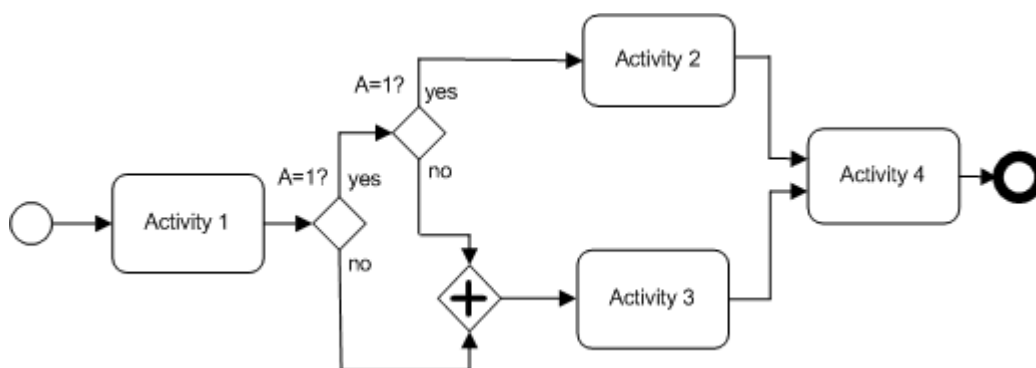 Activity 1
A=1?
yes
no
A=1?
yes
no
Activity 2
Activity 3
Activity 4